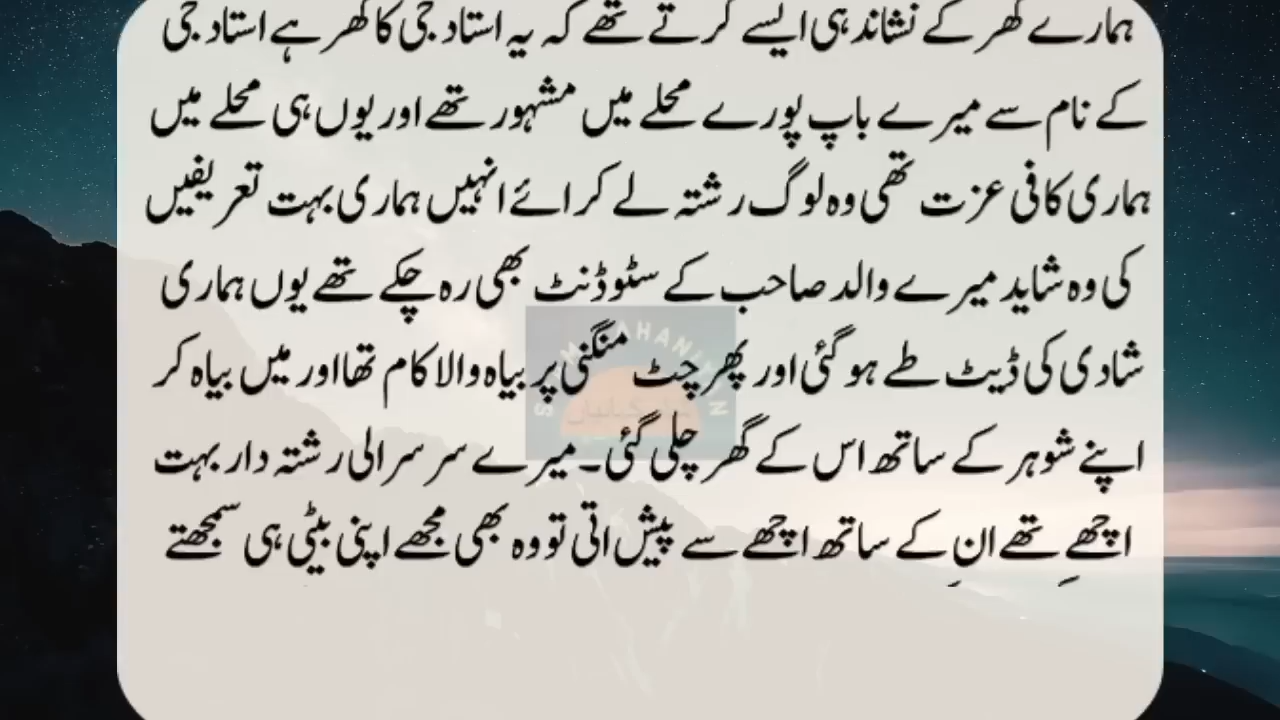 ہمارے گھر کے نشاندہی ایسے کرتے تھے کہ یہ استاد جی کا گھر ہے استاد جی
کے نام سے میرے باپ پورے محلے میں مشہور تھے اور یوں ہی محلے میں
ہماری کافی عزت تھی وہ لوگ رشتہ لے کر ائے انہیں ہماری بہت تعریفیں
کی وہ شاید میرے والد صاحب کے سٹوڈنٹ بھی رہ چکے تھے یوں ہماری
شادی کی ڈیٹ طے ہو گئی اور پھر چٹ منگنی پر بیاہ والا کام تھا اور میں بیاہ کر
اپنے شوہر کے ساتھ اس کے گھر چلی گئی۔ میرے سر سرالی رشتہ دار بہت
اچھے تھے ان کے ساتھ اچھے سے پیش اتی تو وہ بھی مجھے اپنی بیٹی ہی سمجھتے